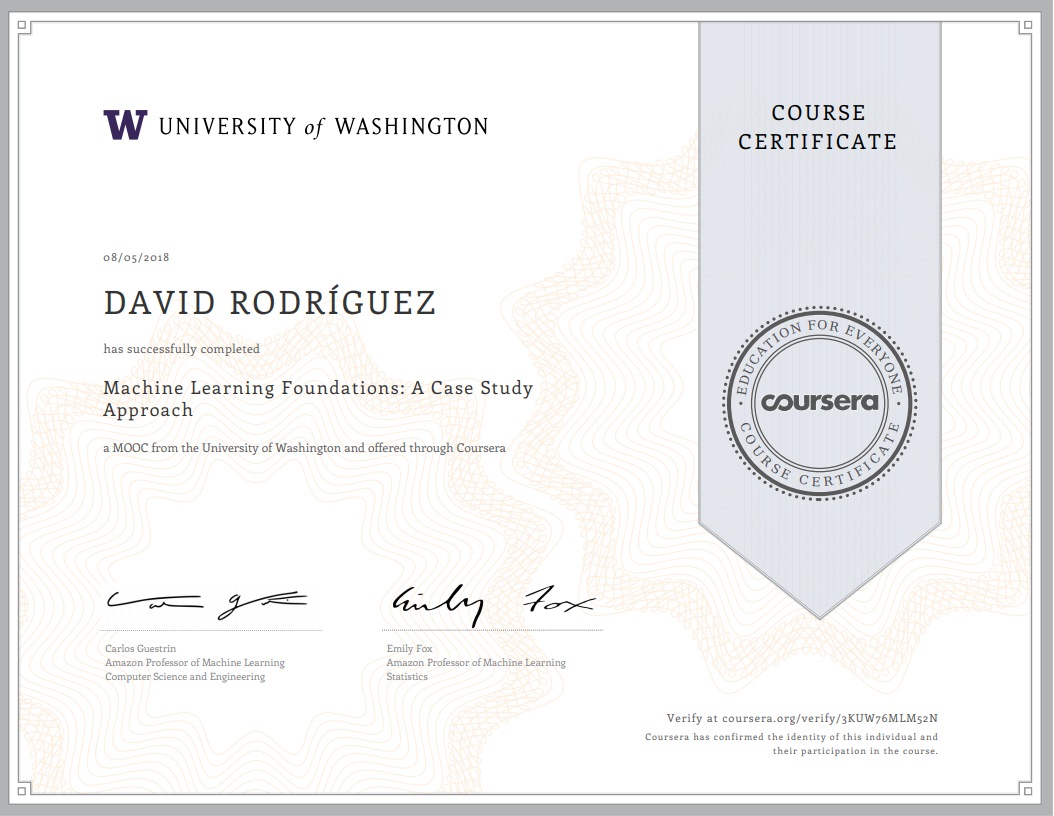 W UNIVERSITY of WASHINGTON
COURSE
CERTIFICATE
08/05/2018
DAVID RODRÍGUEZ
has successfully completed
Machine Learning Foundations: A Case Study
Approach
a MOOC from the University of Washington and offered through Coursera
EDUCATION FOR EVERYONE
coursera
COURSE CERTIFICATE
Emily Fox
Carlos Guestrin
Amazon Professor of Machine Learning
Computer Science and Engineering
Emily Fox
Amazon Professor of Machine Learning
Statistics
Verify at coursera.org/verify/3KUW76MLM52N
Coursera has confirmed the identity of this individual and
their participation in the course.